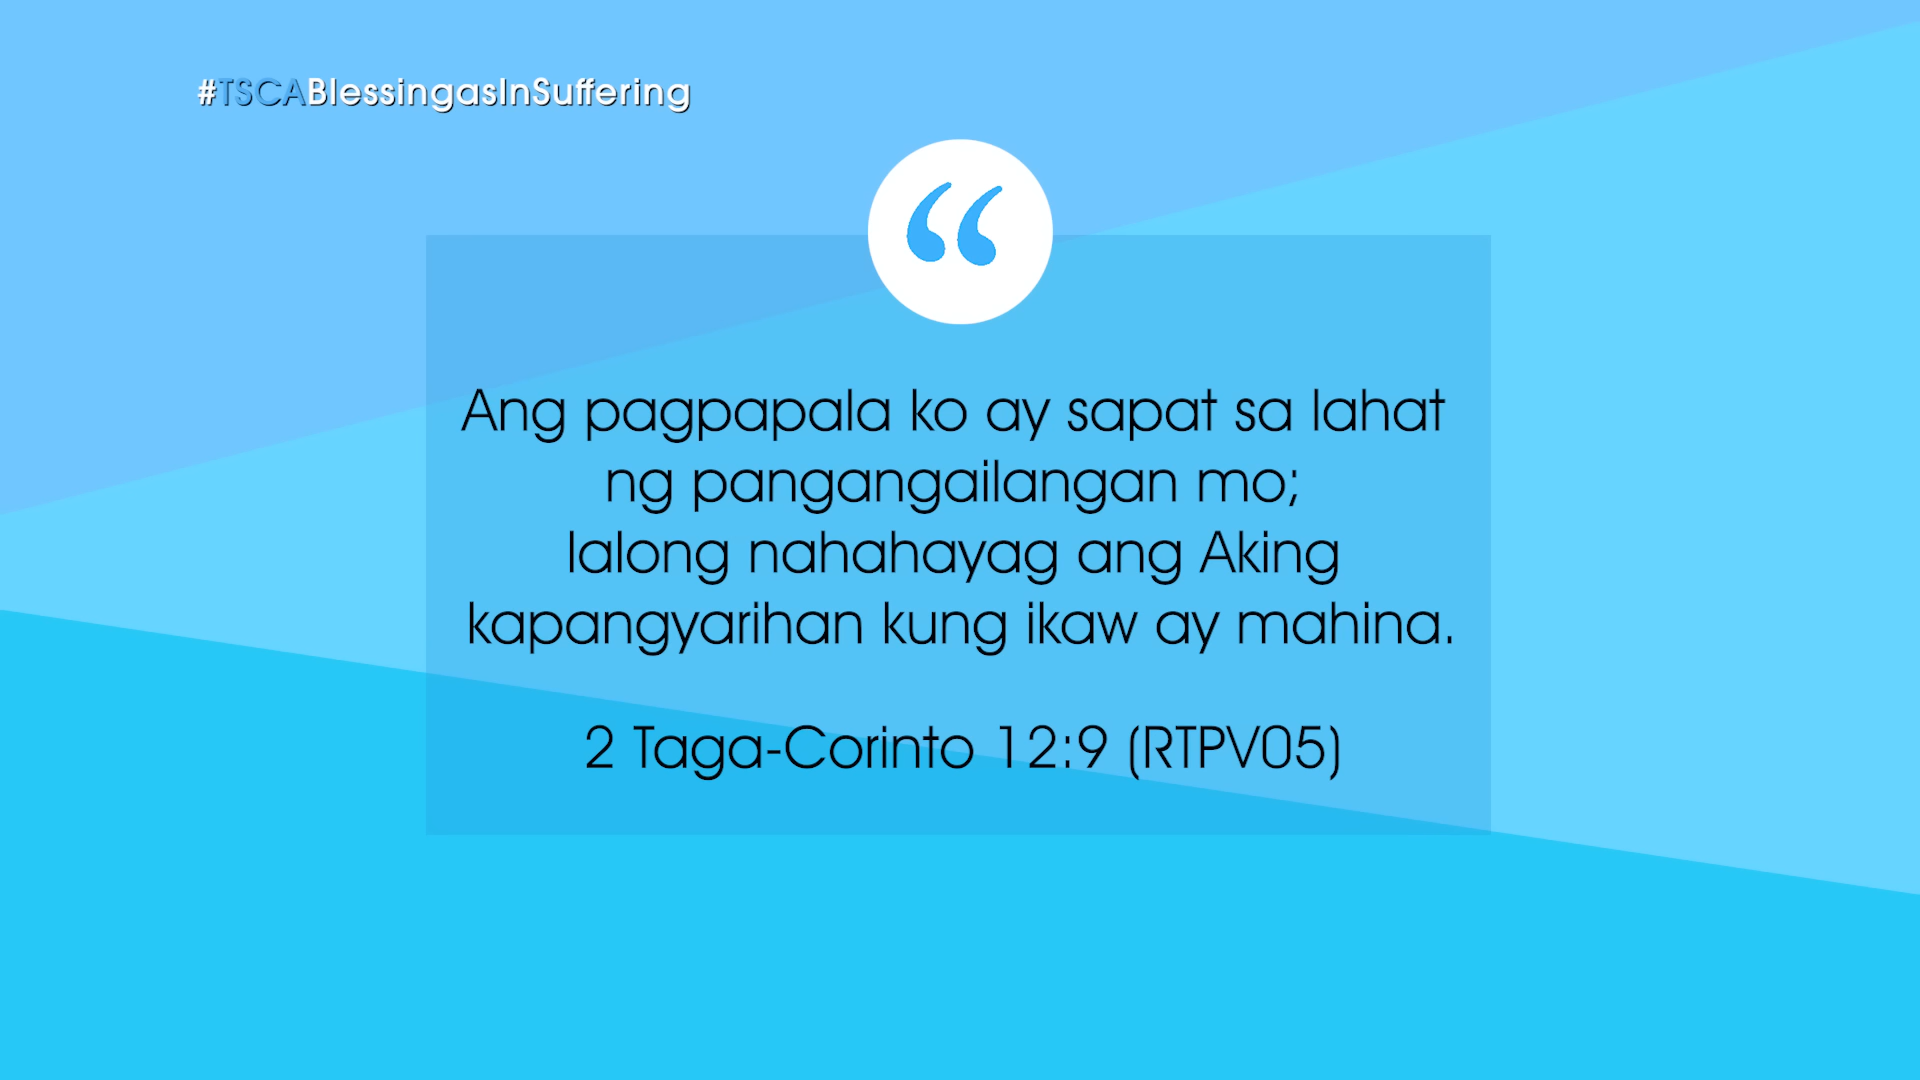 #TSCABlessingasInSuffering
Ang pagpapala ko ay sapat sa lahat
ng pangangailangan mo;
lalong nahahayag ang Aking
kapangyarihan kung ikaw ay mahina.
2 Taga-Corinto 12:9 (RTPV05)